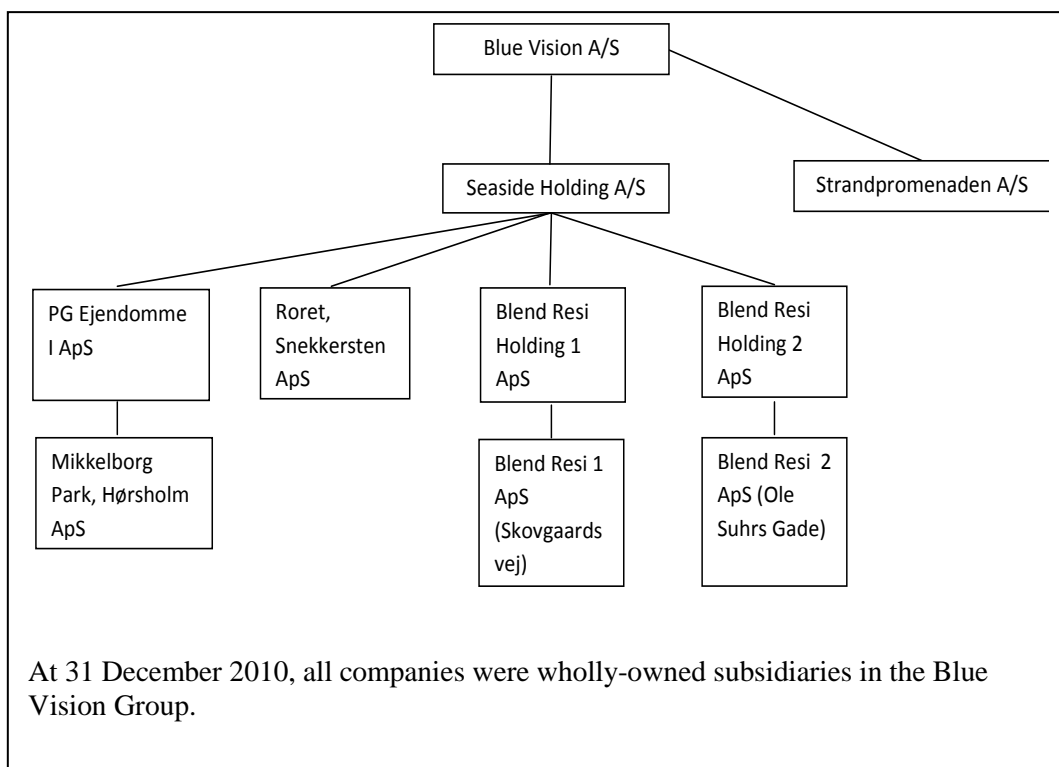 Blue Vision A/S
Seaside Holding A/S
Strandpromenaden A/S
PG Ejendomme
I ApS
Roret,
Snekkersten
ApS
Blend Resi
Holding 1
ApS
Blend Resi
Holding 2
ApS
Mikkelborg
Park, Hørsholm
ApS
Blend Resi 1
ApS
(Skovgaards
vej)
Blend Resi 2
ApS (Ole
Suhrs Gade)
At 31 December 2010, all companies were wholly-owned subsidiaries in the Blue
Vision Group.